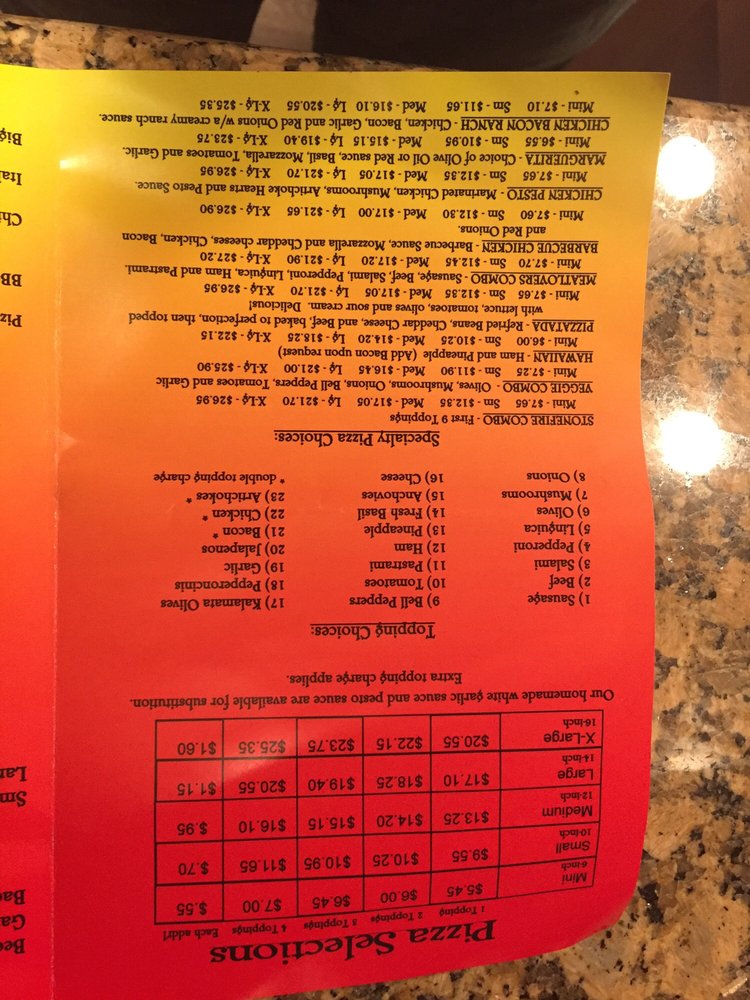 Pizza Selections
1 Topping 2 Toppings 3 Toppings 4 Toppings Each addt'l
Mini 6-inch $5.45 $6.00 $6.45 $7.00 $.55
Small 10-inch $9.55 $10.25 $10.95 $11.65 $.70
Medium 12-inch $13.25 $14.20 $15.15 $16.10 $.95
Large 14-inch $17.10 $18.25 $19.40 $20.55 $1.15
X-Large 16-inch $20.55 $22.15 $23.75 $25.35 $1.60
Our homemade white garlic sauce and pesto sauce are available for substitution.
Extra topping charge applies.
Topping Choices:
1) Sausage 9) Bell Peppers 17) Kalamata Olives
2) Beef 10) Tomatoes 18) Pepperoncinis
3) Salami 11) Pastrami 19) Garlic
4) Pepperoni 12) Ham 20) Jalapenos
5) Linguica 13) Pineapple 21) Bacon *
6) Olives 14) Fresh Basil 22) Chicken *
7) Mushrooms 15) Anchovies 23) Artichokes *
8) Onions 16) Cheese * double topping charge
Specialty Pizza Choices:
STONEFIRE COMBO - First 9 Toppings
Mini - $7.65 Sm - $12.35 Med - $17.05 Lg - $21.70 X-Lg - $26.95
VEGGIE COMBO - Olives, Mushrooms, Onions, Bell Peppers, Tomatoes and Garlic
Mini - $7.25 Sm - $11.90 Med - $16.45 Lg - $21.00 X-Lg - $25.90
HAWAIIAN - Ham and Pineapple (Add Bacon upon request)
Mini - $6.00 Sm - $10.25 Med - $14.20 Lg - $18.25 X-Lg - $22.15
PIZZATADA - Refried Beans, Cheddar Cheese, and Beef, baked to perfection, then topped
with lettuce, tomatoes, olives and sour cream. Delicious!
Mini - $7.65 Sm - $12.35 Med - $17.05 Lg - $21.70 X-Lg - $26.95
MEATLOVERS COMBO - Sausage, Beef, Salami, Pepperoni, Linguica, Ham and Pastrami.
Mini - $7.70 Sm - $12.45 Med - $17.20 Lg - $21.90 X-Lg - $27.20
BARBECUE CHICKEN - Barbecue Sauce, Mozzarella and Cheddar cheeses, Chicken, Bacon
and Red Onions.
Mini - $7.60 Sm - $12.30 Med - $17.00 Lg - $21.65 X-Lg - $26.90
CHICKEN PESTO - Marinated Chicken, Mushrooms, Artichoke Hearts and Pesto Sauce.
Mini - $7.65 Sm - $12.35 Med - $17.05 Lg - $21.70 X-Lg - $26.95
MARGUERITA - Choice of Olive Oil or Red sauce, Basil, Mozzarella, Tomatoes and Garlic.
Mini - $6.55 Sm - $10.95 Med - $15.15 Lg - $19.40 X-Lg - $23.75
CHICKEN BACON RANCH - Chicken, Bacon, Garlic and Red Onions w/a creamy ranch sauce.
Mini - $7.10 Sm - $11.65 Med - $16.10 Lg - $20.55 X-Lg - $25.35